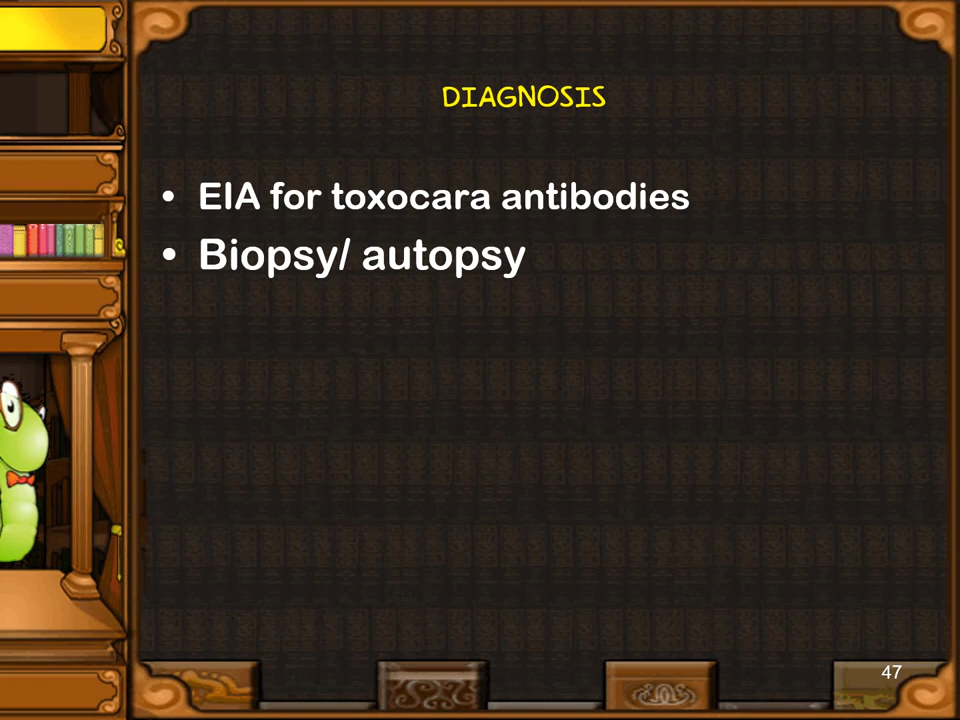 DIAGNOSIS
• EIA for toxocara antibodies
• Biopsy/ autopsy
47